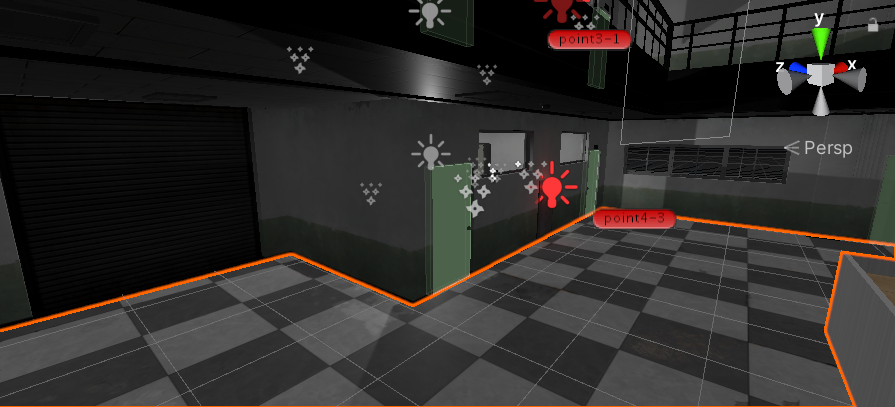 point3-1
y
z
x
< Persp
point4-3